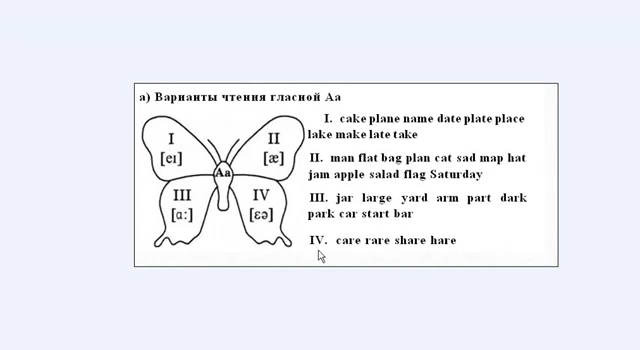 а) Варианты чтения гласной Аа
I
[eɪ]
II
[æ]
Aa
III
[ɑ:]
IV
[ɛə]
I. cake plane name date plate place
lake make late take
II. man flat bag plan cat sad map hat
jam apple salad flag Saturday
III. jar large yard arm part dark
park car start bar
IV. care rare share hare